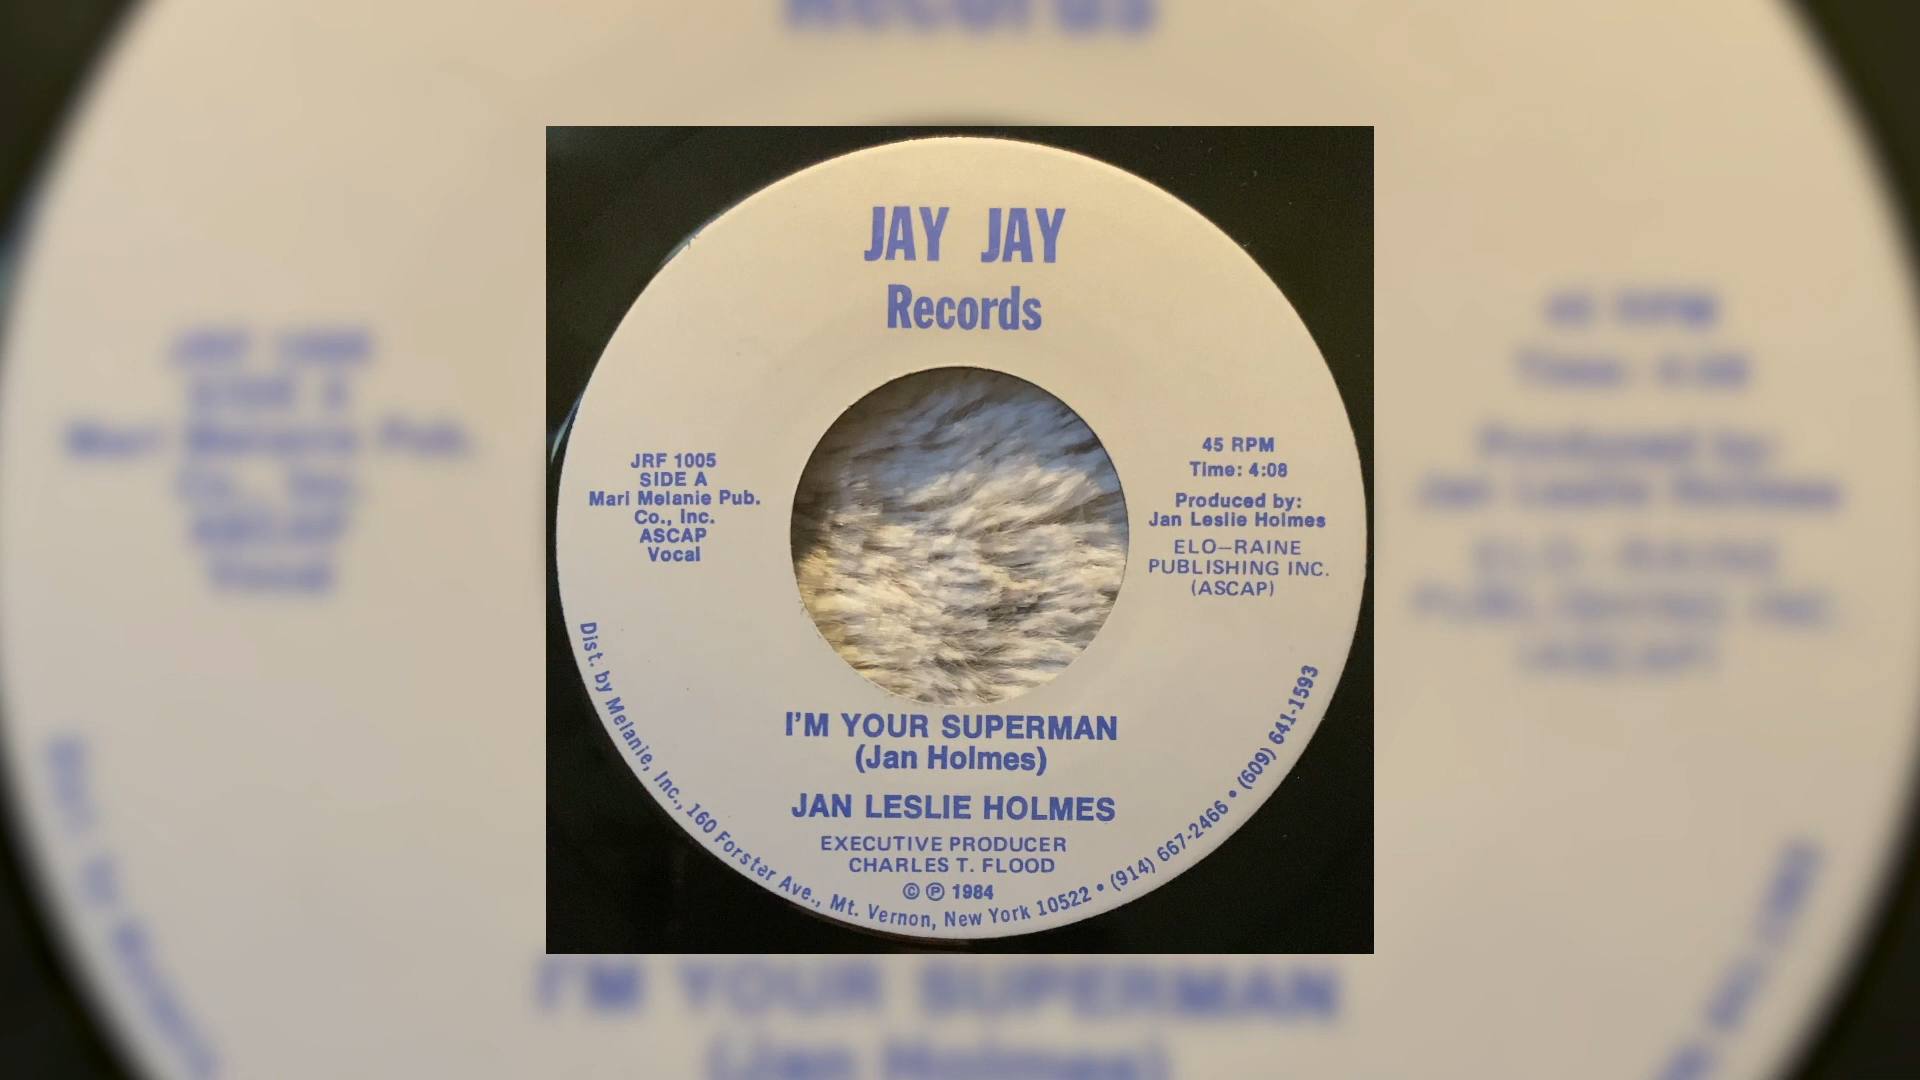 JAY JAY
Records
JRF 1005
SIDE A
Mari Melanie Pub.
Co., Inc.
ASCAP
Vocal
45 RPM
Time: 4:08
Produced by:
Jan Leslie Holmes
ELO–RAINE
PUBLISHING INC.
(ASCAP)
I'M YOUR SUPERMAN
(Jan Holmes)
JAN LESLIE HOLMES
EXECUTIVE PRODUCER
CHARLES T. FLOOD
© ℗ 1984
Dist. by Melanie, Inc., 160 Forster Ave., Mt. Vernon, New York 10522 • (914) 667-2466 • (609) 641-1593